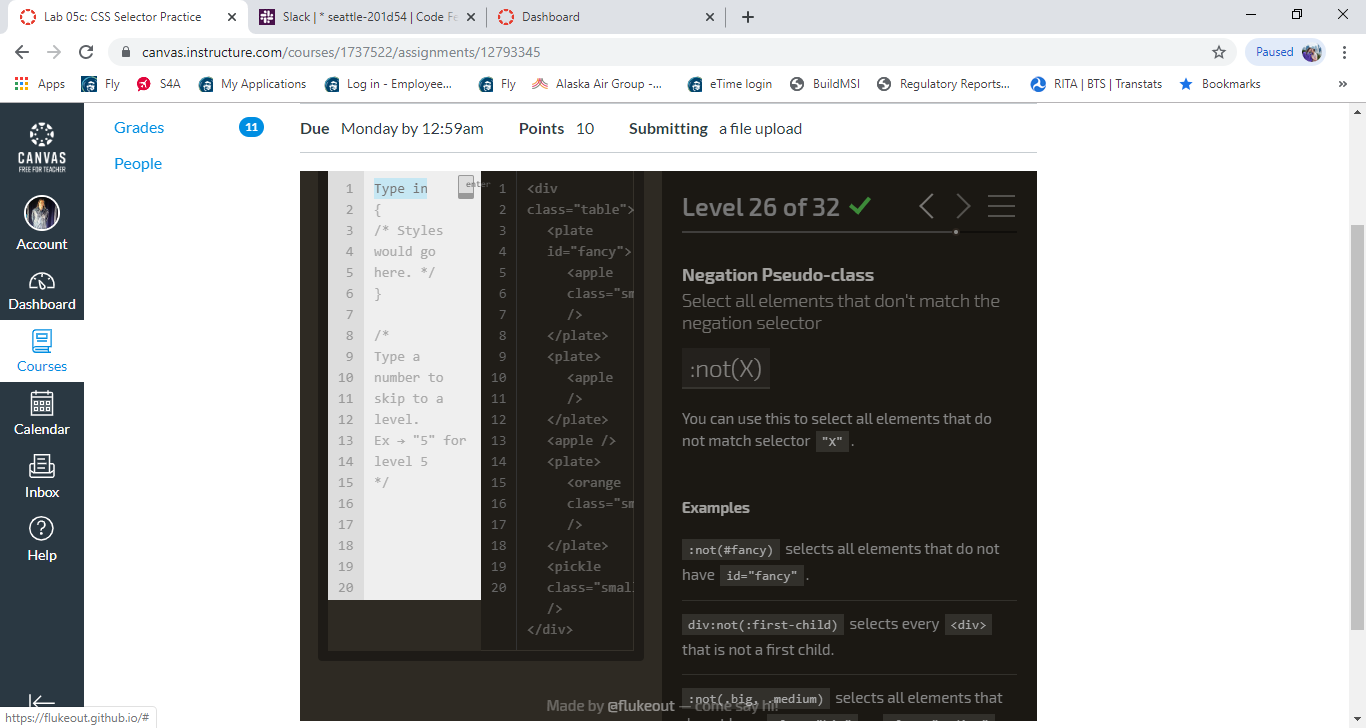 Lab 05c: CSS Selector Practice
Slack | * seattle-201d54 | Code Fe
Dashboard
canvas.instructure.com/courses/1737522/assignments/12793345
Paused
Apps
Fly
S4A
My Applications
Log in - Employee...
Fly
Alaska Air Group -...
eTime login
BuildMSI
Regulatory Reports...
RITA | BTS | Transtats
Bookmarks
»
CANVAS
FREE FOR TEACHER
Account
Dashboard
Courses
Calendar
Inbox
Help
Grades
11
People
Due Monday by 12:59am Points 10 Submitting a file upload
1 Type in
enter
2 {
3 /* Styles
4 would go
5 here. */
6 }
7
8 /*
9 Type a
10 number to
11 skip to a
12 level.
13 Ex → "5" for
14 level 5
15 */
16
17
18
19
20
1 <div
2 class="table">
3 <plate
4 id="fancy">
5 <apple
6 class="sm
7 />
8 </plate>
9 <plate>
10 <apple
11 />
12 </plate>
13 <apple />
14 <plate>
15 <orange
16 class="sm
17 />
18 </plate>
19 <pickle
20 class="smal
/>
</div>
Level 26 of 32
Negation Pseudo-class
Select all elements that don't match the
negation selector
:not(X)
You can use this to select all elements that do
not match selector "X" .
Examples
:not(#fancy) selects all elements that do not
have id="fancy" .
div:not(:first-child) selects every <div>
that is not a first child.
:not(.big, .medium) selects all elements that
Made by @flukeout — come say hi!
https://flukeout.github.io/#